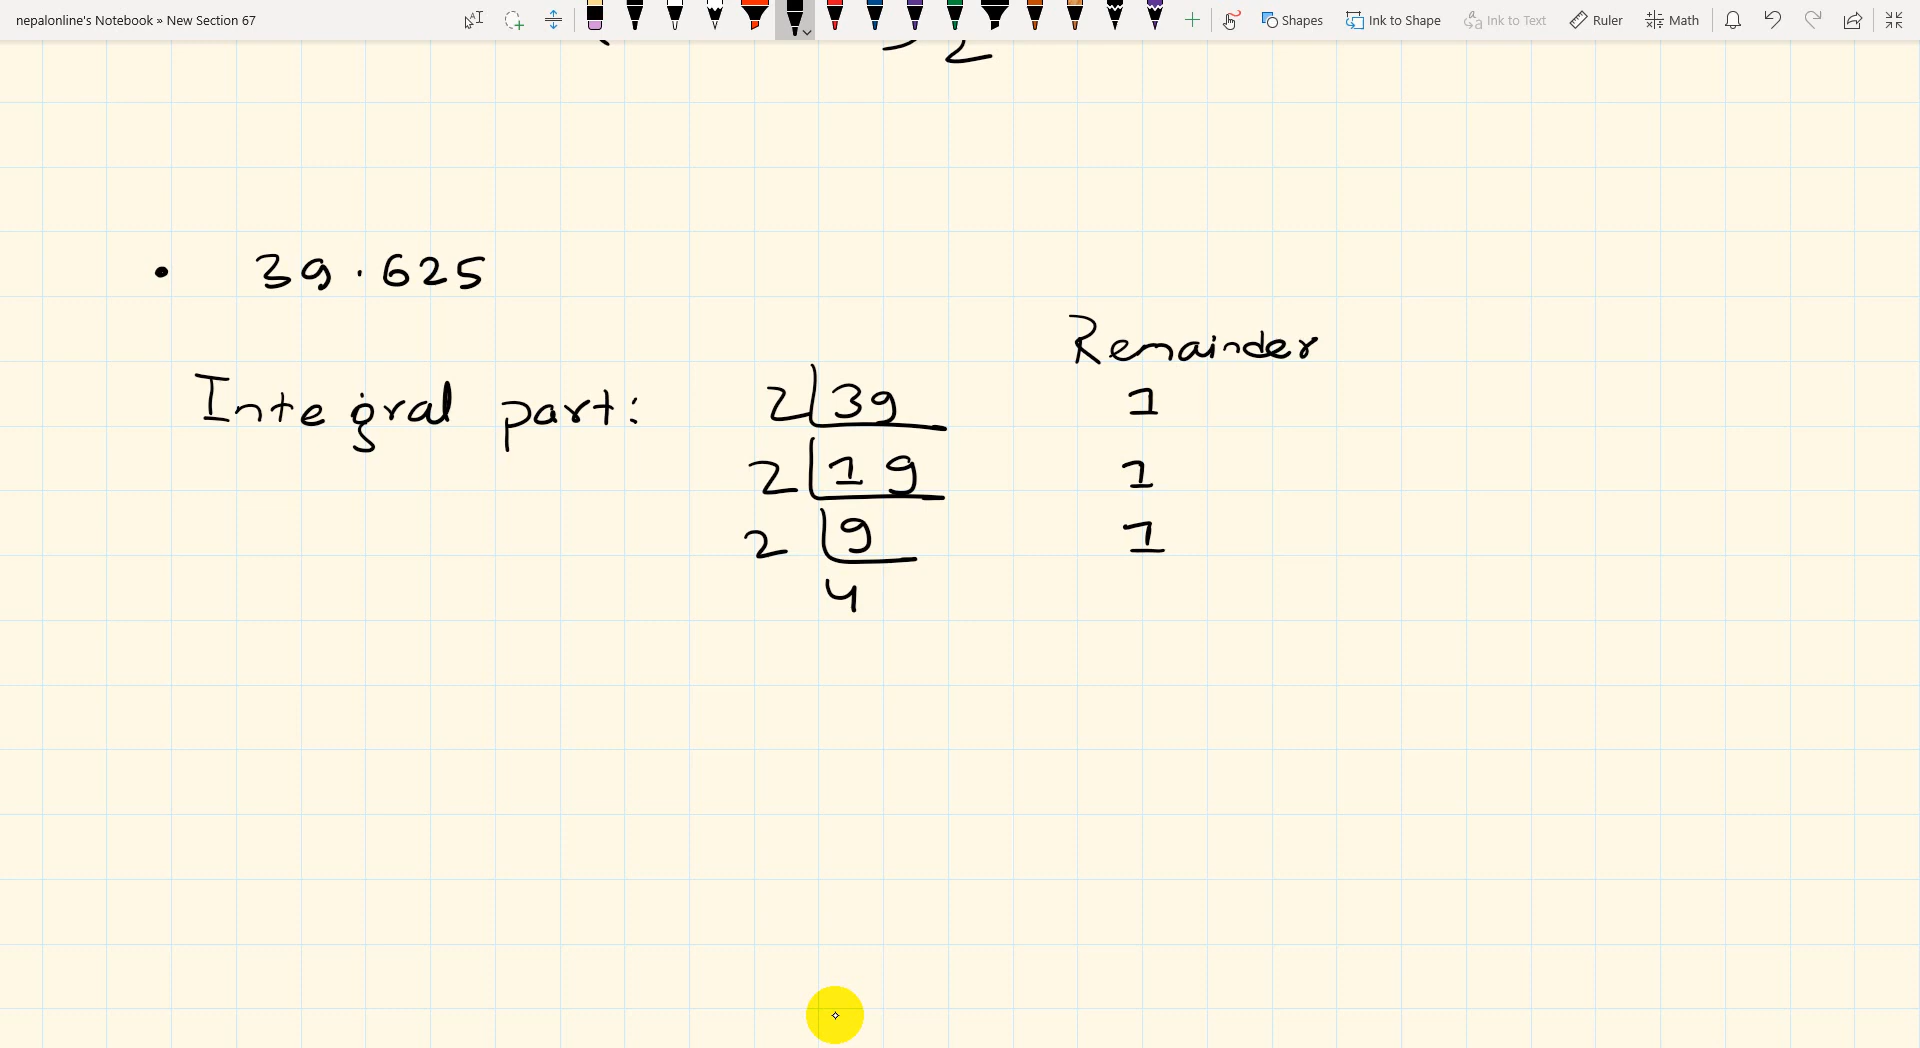 nepalonline's Notebook » New Section 67
Shapes Ink to Shape Ink to Text Ruler Math
2
• 39.625
Remainder
Integral part: 2 39 1
2 19 1
2 9 1
4